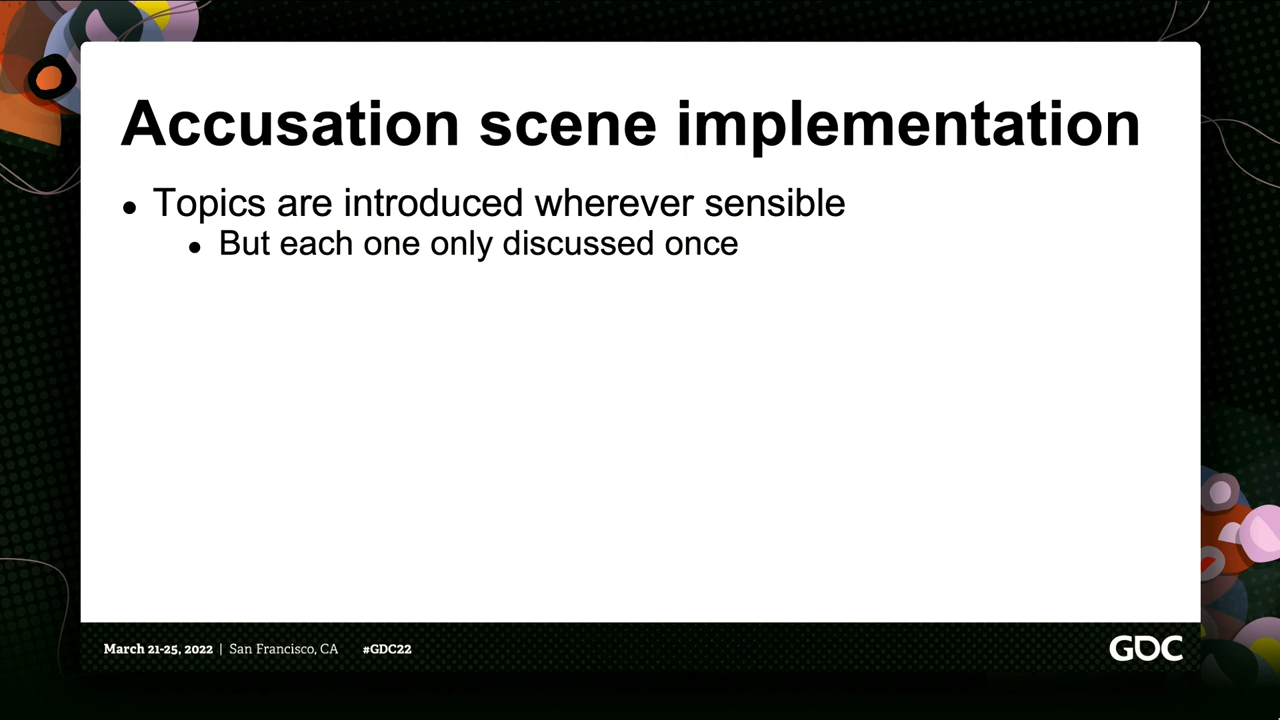 Accusation scene implementation
• Topics are introduced wherever sensible
• But each one only discussed once
March 21-25, 2022 | San Francisco, CA #GDC22
GDC